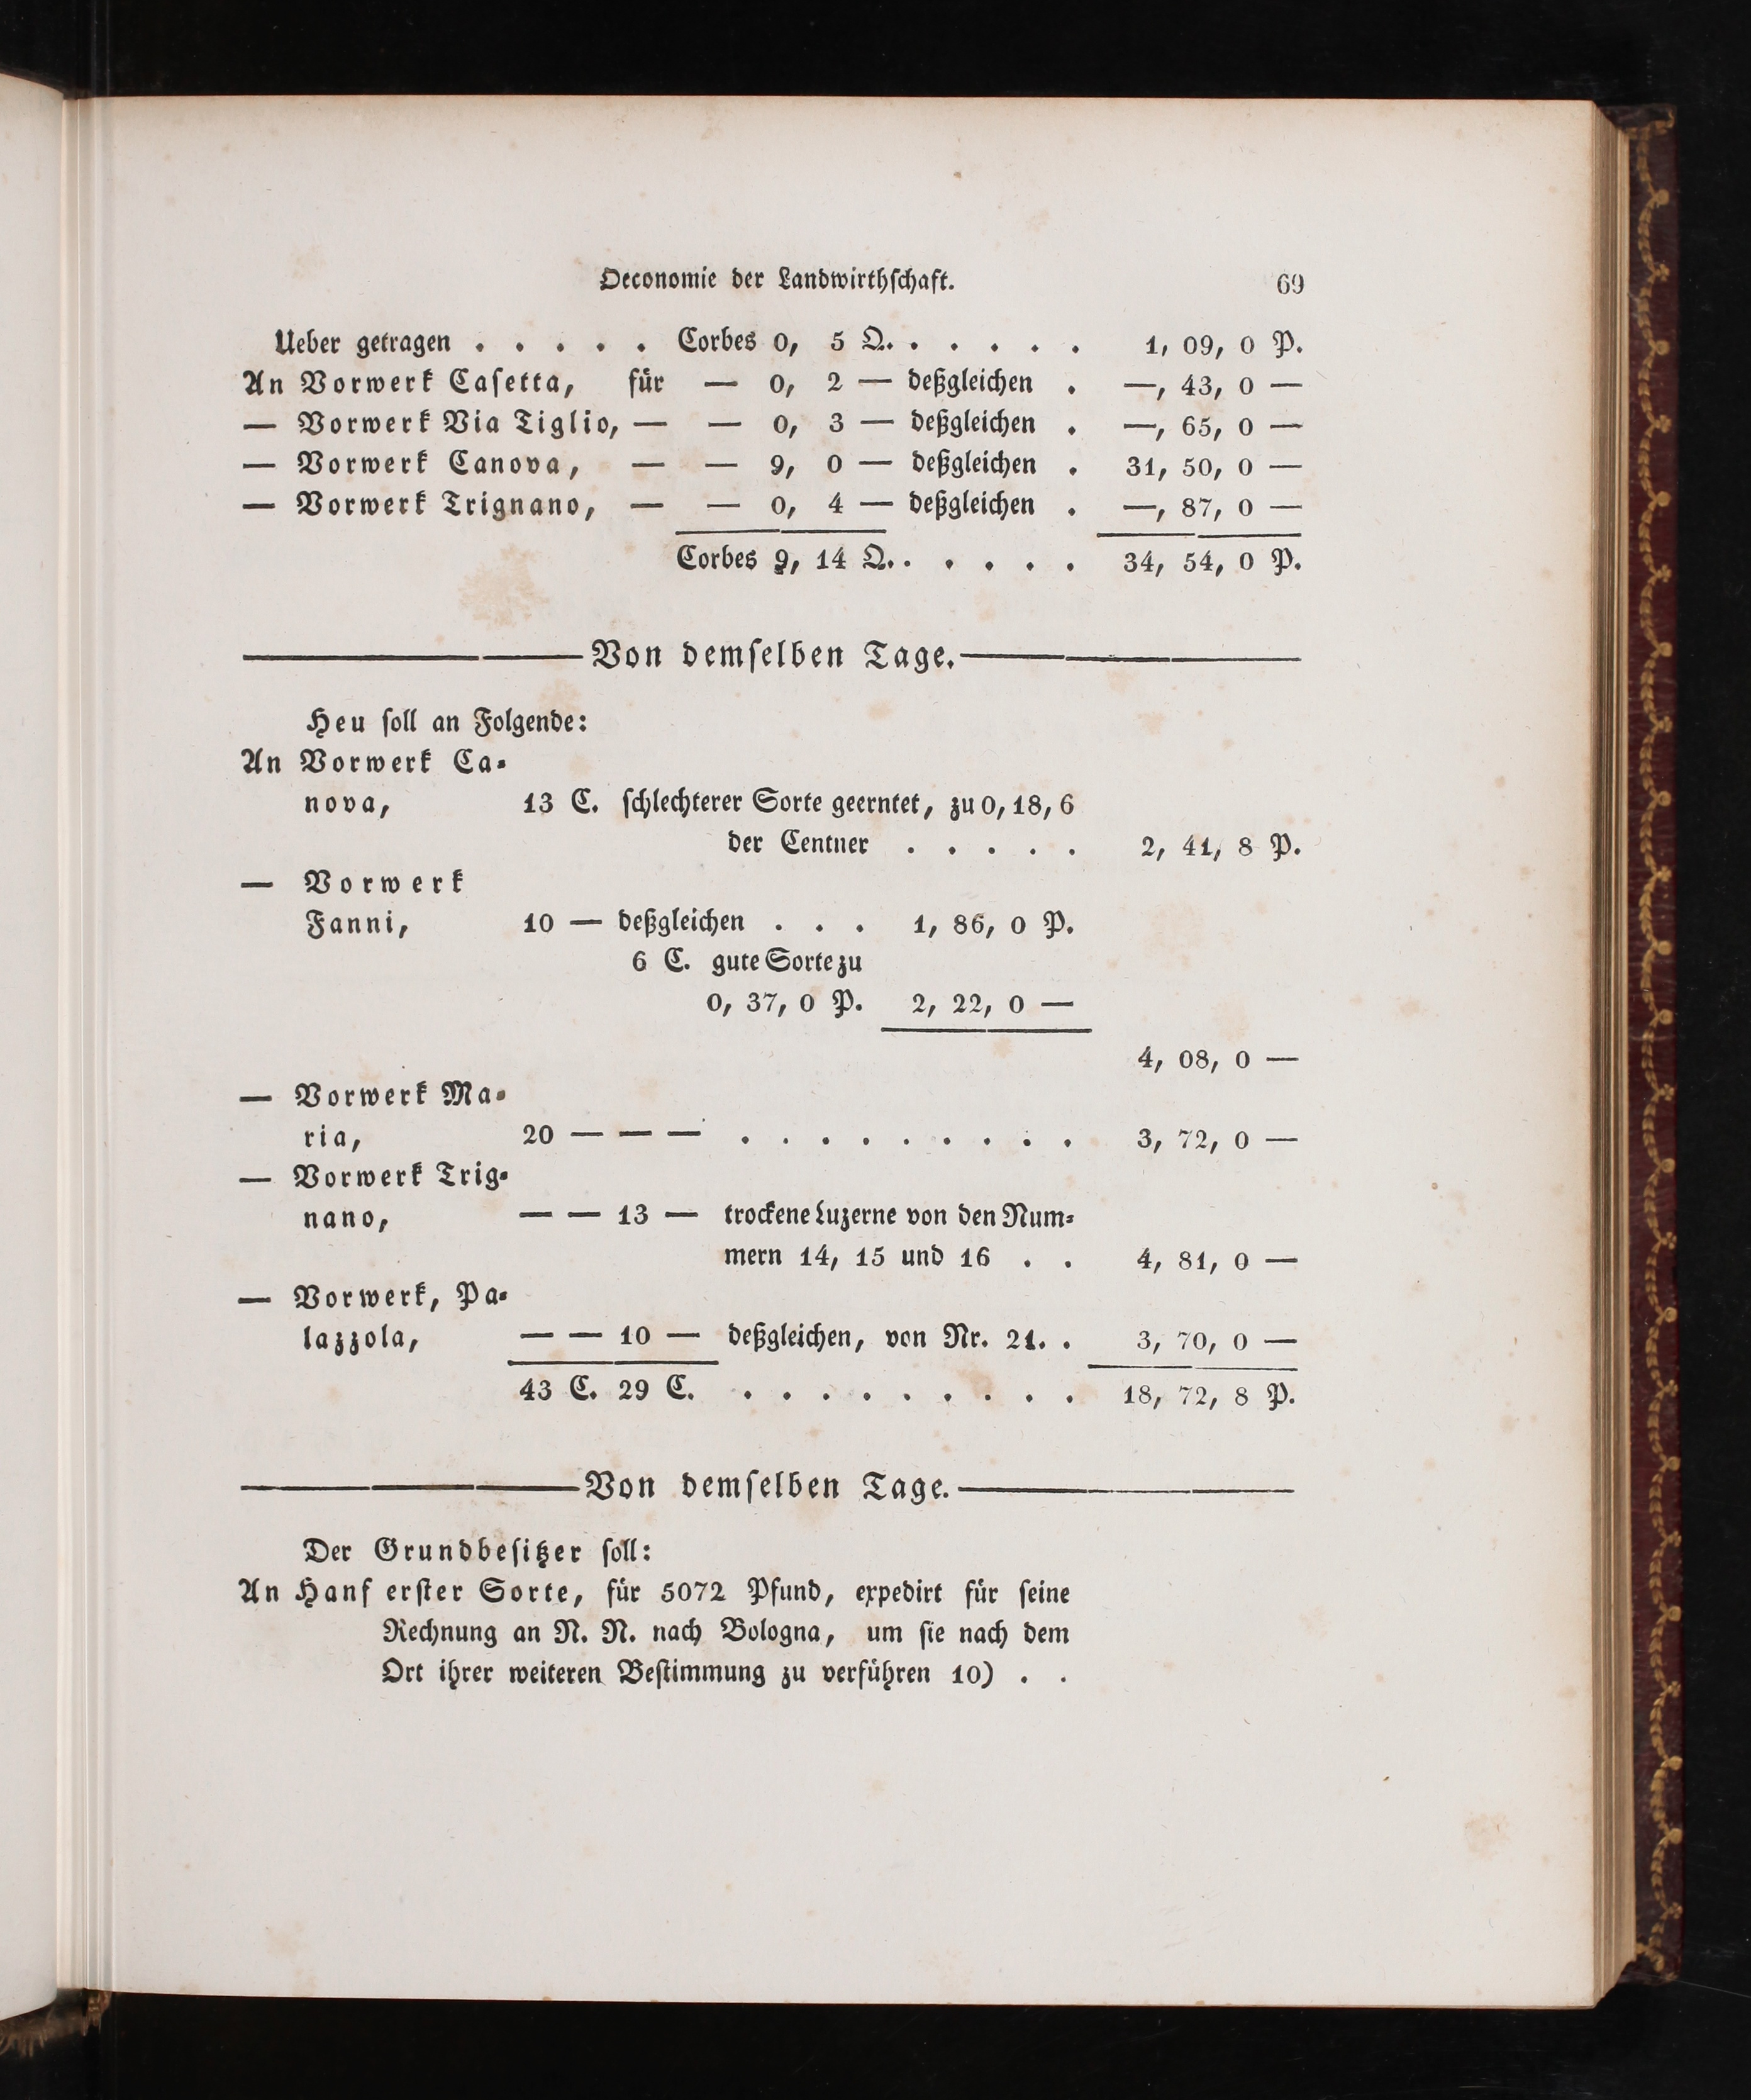 Oeconomie der Landwirthſchaft. 69
Ueber getragen . . . . . Corbes 0, 5 Q. . . . . . 1, 09, 0 P.
An Vorwerk Caſetta, für — 0, 2 — deßgleichen . —, 43, 0 —
— Vorwerk Via Tiglio, — — 0, 3 — deßgleichen . —, 65, 0 —
— Vorwerk Canova, — — 9, 0 — deßgleichen . 31, 50, 0 —
— Vorwerk Trignano, — — 0, 4 — deßgleichen . —, 87, 0 —
Corbes 9, 14 Q. . . . . . 34, 54, 0 P.
Von demſelben Tage.
Heu ſoll an Folgende:
An Vorwerk Ca-
nova, 13 C. ſchlechterer Sorte geerntet, zu 0, 18, 6
der Centner . . . . . 2, 41, 8 P.
— Vorwerk
Fanni, 10 — deßgleichen . . . 1, 86, 0 P.
6 C. gute Sorte zu
0, 37, 0 P. 2, 22, 0 —
4, 08, 0 —
— Vorwerk Ma-
ria, 20 — — — . . . . . . . . . 3, 72, 0 —
— Vorwerk Trig-
nano, — — 13 — trockene Luzerne von den Num-
mern 14, 15 und 16 . . 4, 81, 0 —
— Vorwerk, Pa-
lazzola, — — 10 — deßgleichen, von Nr. 21. . 3, 70, 0 —
43 C. 29 C. . . . . . . . . . 18, 72, 8 P.
Von demſelben Tage.
Der Grundbeſitzer ſoll:
An Hanf erſter Sorte, für 5072 Pfund, expedirt für ſeine
Rechnung an N. N. nach Bologna, um ſie nach dem
Ort ihrer weiteren Beſtimmung zu verführen 10) . .